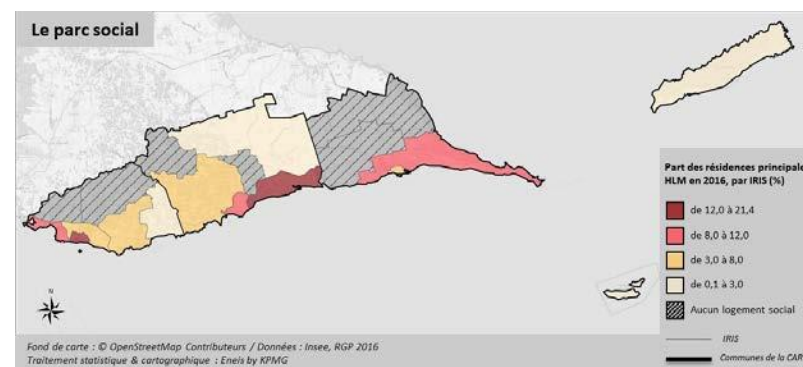 Le parc social
Part des résidences principale
HLM en 2016, par IRIS (%)
de 12,0 à 21,4
de 8,0 à 12,0
de 3,0 à 8,0
de 0,1 à 3,0
Aucun logement social
IRIS
Communes de la CAR
N
Fond de carte : © OpenStreetMap Contributeurs / Données : Insee, RGP 2016
Traitement statistique & cartographique : Eneis by KPMG